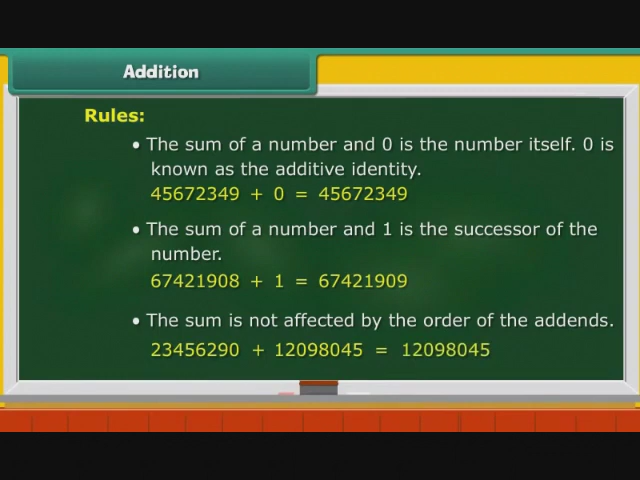 Addition
Rules:
• The sum of a number and 0 is the number itself. 0 is
known as the additive identity.
45672349 + 0 = 45672349
• The sum of a number and 1 is the successor of the
number.
67421908 + 1 = 67421909
• The sum is not affected by the order of the addends.
23456290 + 12098045 = 12098045